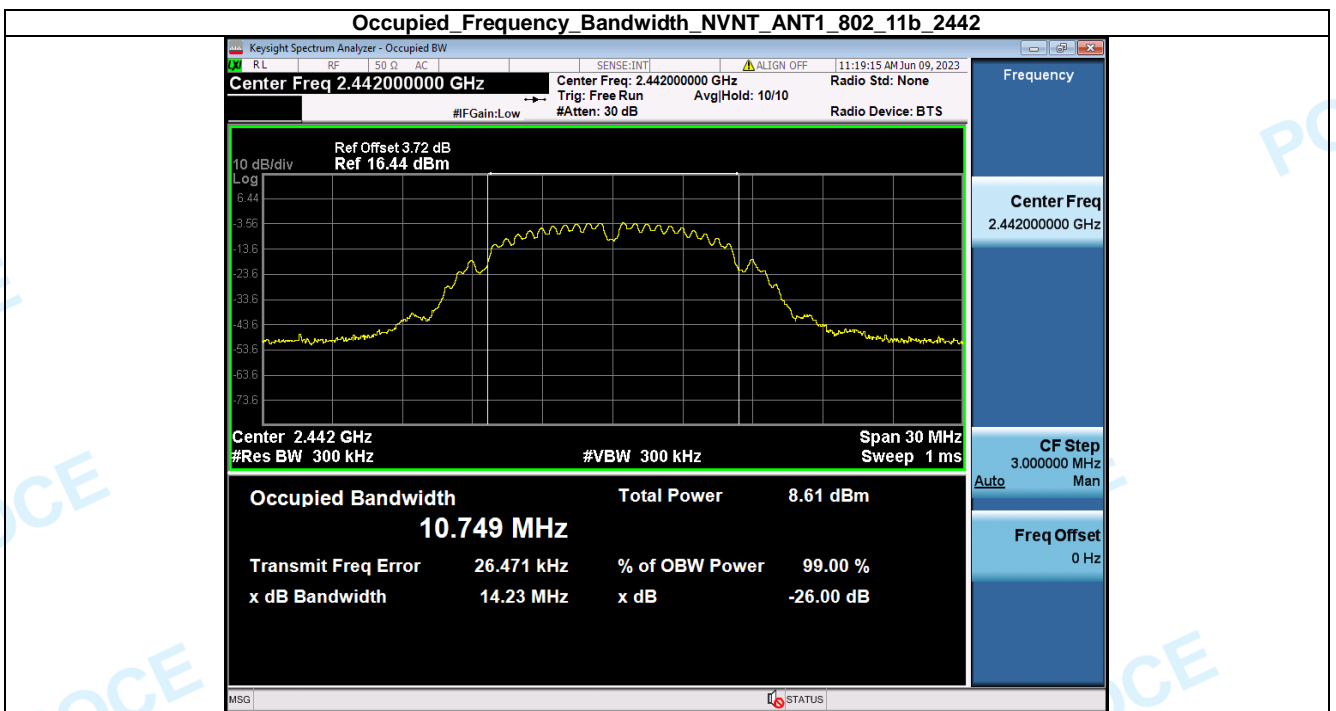 Occupied_Frequency_Bandwidth_NVNT_ANT1_802_11b_2442
Keysight Spectrum Analyzer - Occupied BW
RL RF 50 Ω AC SENSE:INT ALIGN OFF 11:19:15 AM Jun 09, 2023
Center Freq 2.442000000 GHz
Center Freq: 2.442000000 GHz
Radio Std: None
Trig: Free Run Avg|Hold: 10/10
#IFGain:Low
#Atten: 30 dB
Radio Device: BTS
Frequency
Ref Offset 3.72 dB
10 dB/div Ref 16.44 dBm
Log
6.44
-3.56
-13.6
-23.6
-33.6
-43.6
-53.6
-63.6
-73.6
Center 2.442 GHz Span 30 MHz
#Res BW 300 kHz #VBW 300 kHz Sweep 1 ms
Occupied Bandwidth Total Power 8.61 dBm
10.749 MHz
Transmit Freq Error 26.471 kHz % of OBW Power 99.00 %
x dB Bandwidth 14.23 MHz x dB -26.00 dB
Center Freq
2.442000000 GHz
CF Step
3.000000 MHz
Auto Man
Freq Offset
0 Hz
MSG STATUS
OCE
POCE